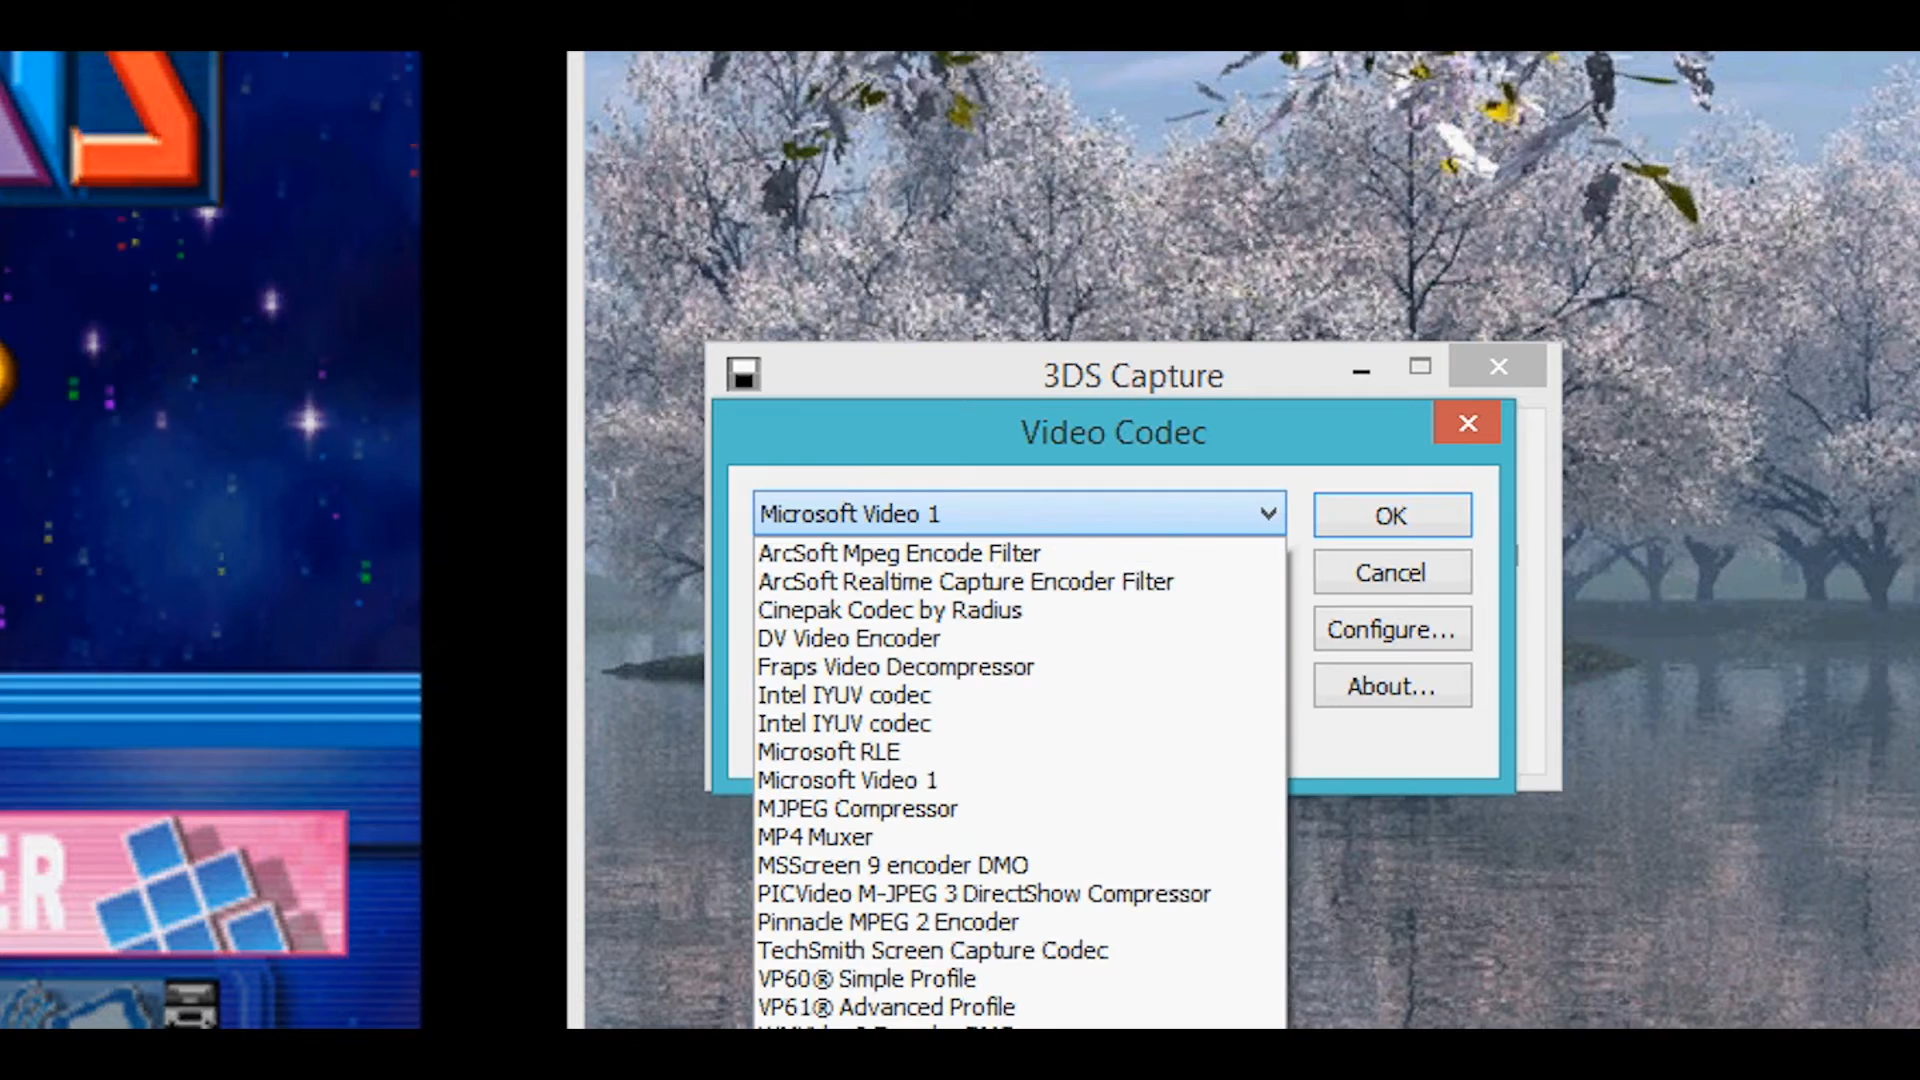 3DS Capture
Video Codec
Microsoft Video 1
OK
ArcSoft Mpeg Encode Filter
ArcSoft Realtime Capture Encoder Filter
Cancel
Cinepak Codec by Radius
DV Video Encoder
Configure...
Fraps Video Decompressor
Intel IYUV codec
About...
Intel IYUV codec
Microsoft RLE
Microsoft Video 1
MJPEG Compressor
MP4 Muxer
MSScreen 9 encoder DMO
PICVideo M-JPEG 3 DirectShow Compressor
Pinnacle MPEG 2 Encoder
TechSmith Screen Capture Codec
VP60® Simple Profile
VP61® Advanced Profile
ER